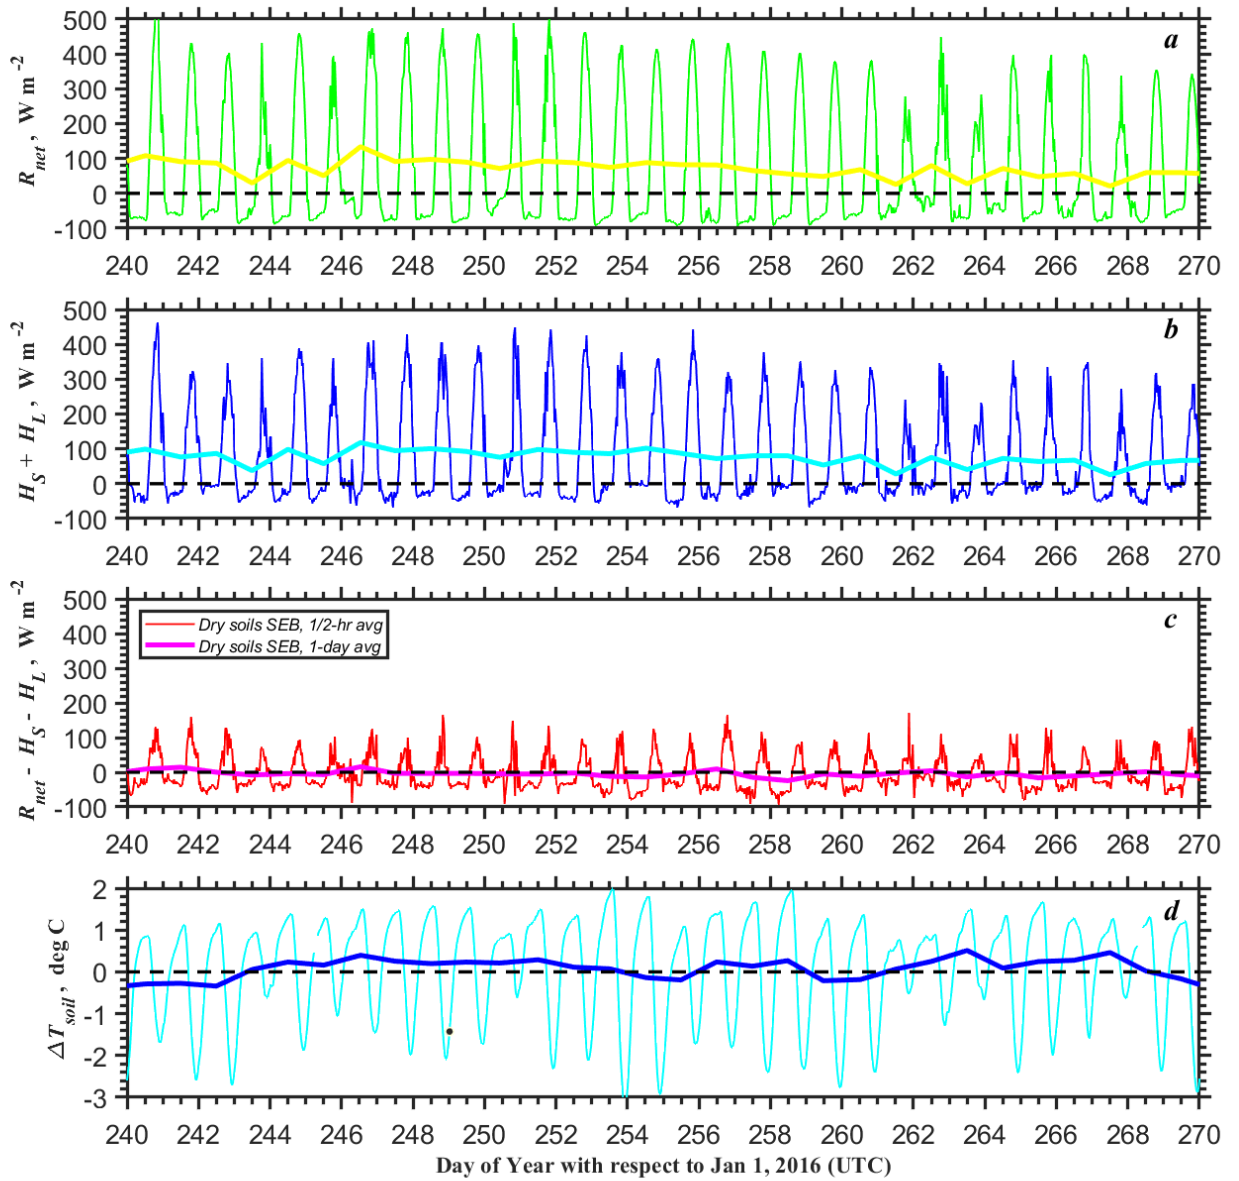 a
R_net , W m^-2
500
400
300
200
100
0
-100
240 242 244 246 248 250 252 254 256 258 260 262 264 266 268 270
b
H_S + H_L , W m^-2
500
400
300
200
100
0
-100
240 242 244 246 248 250 252 254 256 258 260 262 264 266 268 270
c
R_net - H_S - H_L , W m^-2
500
400
300
200
100
0
-100
Dry soils SEB, 1/2-hr avg
Dry soils SEB, 1-day avg
240 242 244 246 248 250 252 254 256 258 260 262 264 266 268 270
d
ΔT_soil , deg C
2
1
0
-1
-2
-3
240 242 244 246 248 250 252 254 256 258 260 262 264 266 268 270
Day of Year with respect to Jan 1, 2016 (UTC)